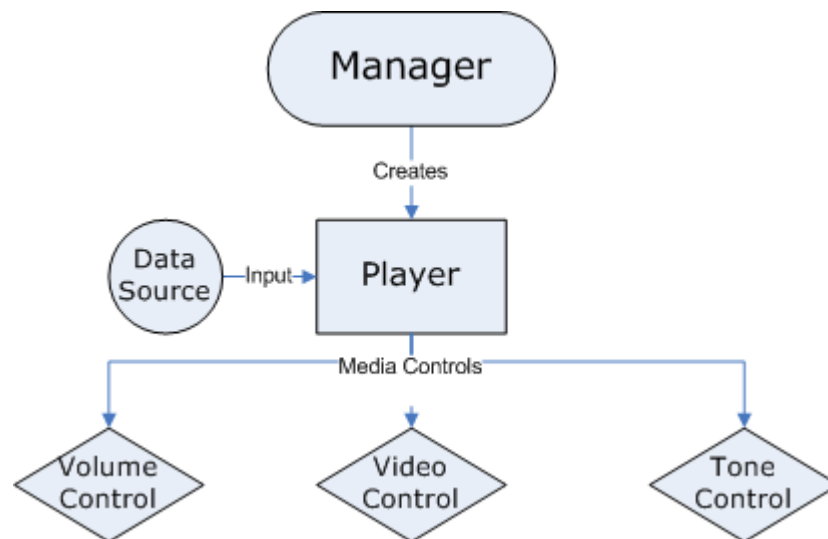 Manager
Creates
Data
Source
Input
Player
Media Controls
Volume
Control
Video
Control
Tone
Control